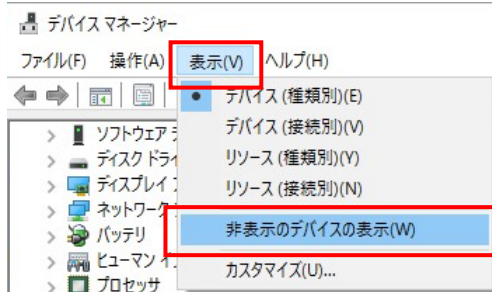 デバイス マネージャー
ファイル(F) 操作(A) 表示(V) ヘルプ(H)
デバイス (種類別)(E)
デバイス (接続別)(V)
リソース (種類別)(Y)
リソース (接続別)(N)
非表示のデバイスの表示(W)
カスタマイズ(U)...
ソフトウェア
ディスク ドライ
ディスプレイ
ネットワーク
バッテリ
ヒューマン
プロセッサ